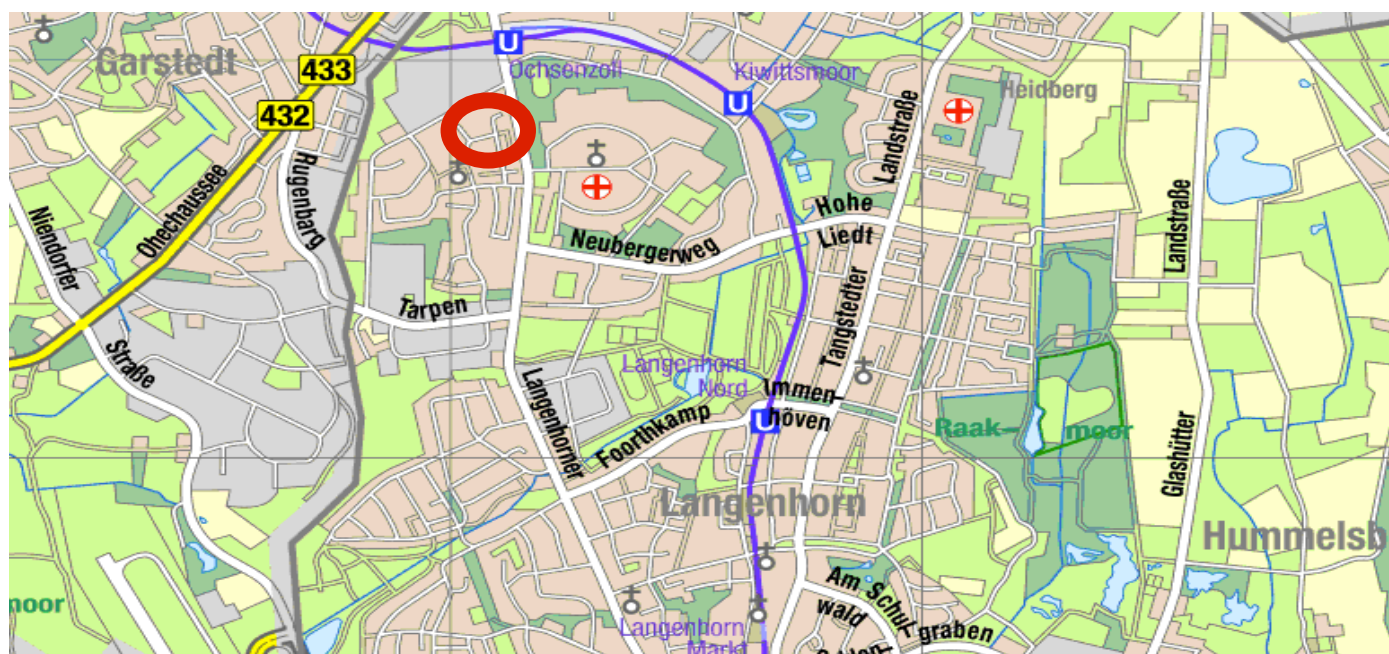 Garstedt
433
432
U
Ochsenzoll
Kiwittsmoor
U
Heidberg
Landstraße
Rugenbarg
Ohechaussee
Niendorfer
Straße
Neubergerweg
Hohe
Liedt
Landstraße
Tarpen
Tangstedter
Langenhorn
Nord
Immen-
höven
U
Langenhorner
Foorthkamp
Raak-
moor
Glashütter
Langenhorn
Hummelsb
moor
Am Schul-
wald
graben
Langenhorn
Markt